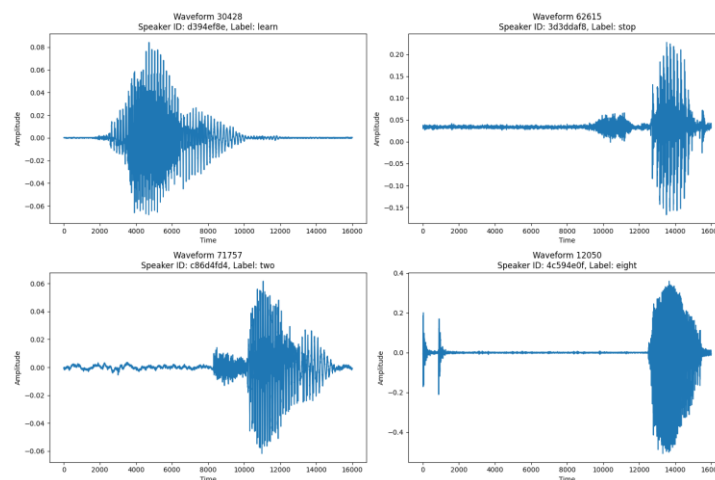 Waveform 30428
Speaker ID: d394ef8e, Label: learn
0.08
0.06
0.04
0.02
0.00
−0.02
−0.04
−0.06
Amplitude
0 2000 4000 6000 8000 10000 12000 14000 16000
Time
Waveform 62615
Speaker ID: 3d3ddaf8, Label: stop
0.20
0.15
0.10
0.05
0.00
−0.05
−0.10
−0.15
Amplitude
0 2000 4000 6000 8000 10000 12000 14000 1600
Time
Waveform 71757
Speaker ID: c86d4fd4, Label: two
0.06
0.04
0.02
0.00
−0.02
−0.04
−0.06
Amplitude
0 2000 4000 6000 8000 10000 12000 14000 16000
Time
Waveform 12050
Speaker ID: 4c594e0f, Label: eight
0.4
0.2
0.0
−0.2
−0.4
Amplitude
0 2000 4000 6000 8000 10000 12000 14000 1600
Time